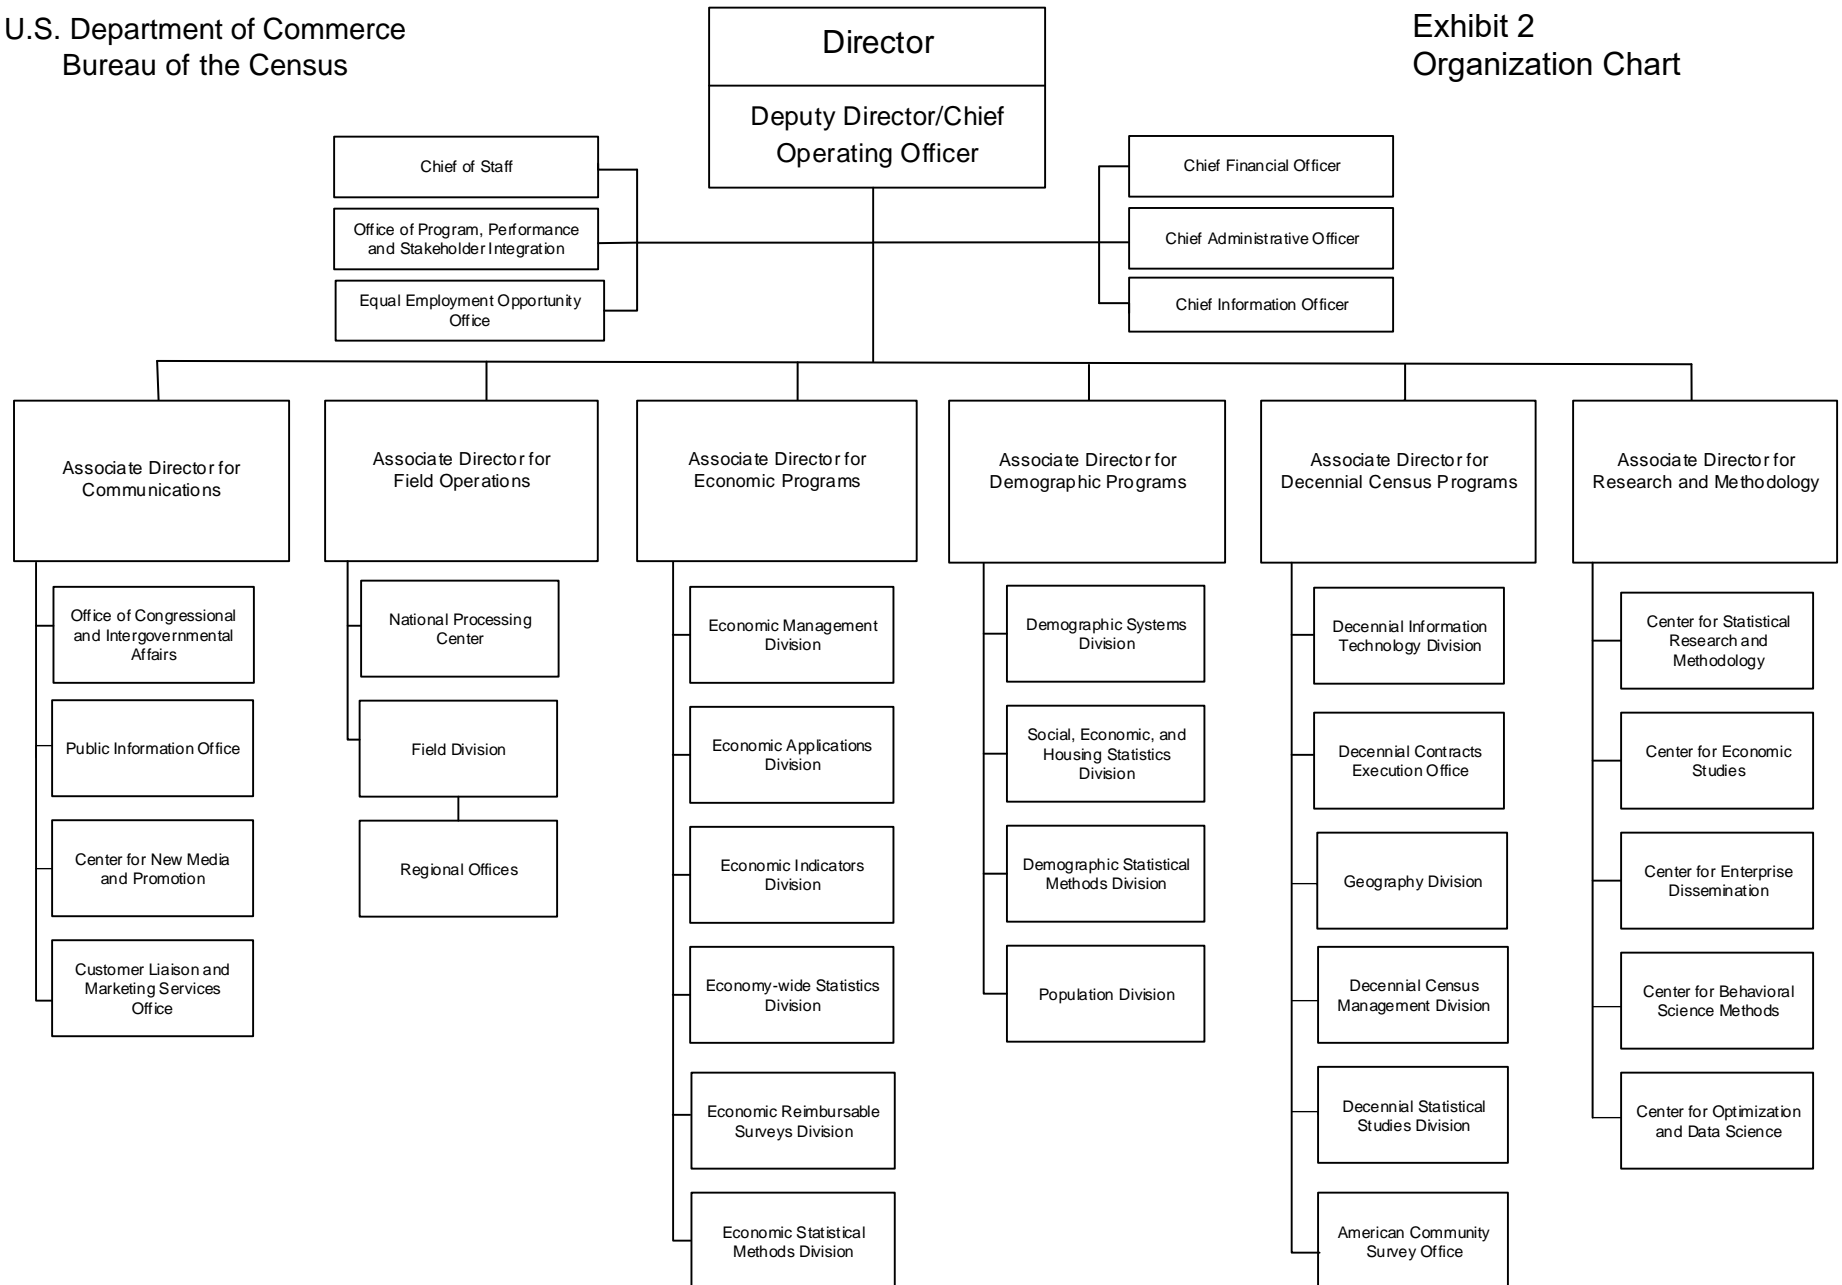 U.S. Department of Commerce
Bureau of the Census
Exhibit 2
Organization Chart
Director
Deputy Director/Chief
Operating Officer
Chief of Staff
Office of Program, Performance
and Stakeholder Integration
Equal Employment Opportunity
Office
Chief Financial Officer
Chief Administrative Officer
Chief Information Officer
Associate Director for
Communications
Office of Congressional
and Intergovernmental
Affairs
Public Information Office
Center for New Media
and Promotion
Customer Liaison and
Marketing Services
Office
Associate Director for
Field Operations
National Processing
Center
Field Division
Regional Offices
Associate Director for
Economic Programs
Economic Management
Division
Economic Applications
Division
Economic Indicators
Division
Economy-wide Statistics
Division
Economic Reimbursable
Surveys Division
Economic Statistical
Methods Division
Associate Director for
Demographic Programs
Demographic Systems
Division
Social, Economic, and
Housing Statistics
Division
Demographic Statistical
Methods Division
Population Division
Associate Director for
Decennial Census Programs
Decennial Information
Technology Division
Decennial Contracts
Execution Office
Geography Division
Decennial Census
Management Division
Decennial Statistical
Studies Division
American Community
Survey Office
Associate Director for
Research and Methodology
Center for Statistical
Research and
Methodology
Center for Economic
Studies
Center for Enterprise
Dissemination
Center for Behavioral
Science Methods
Center for Optimization
and Data Science